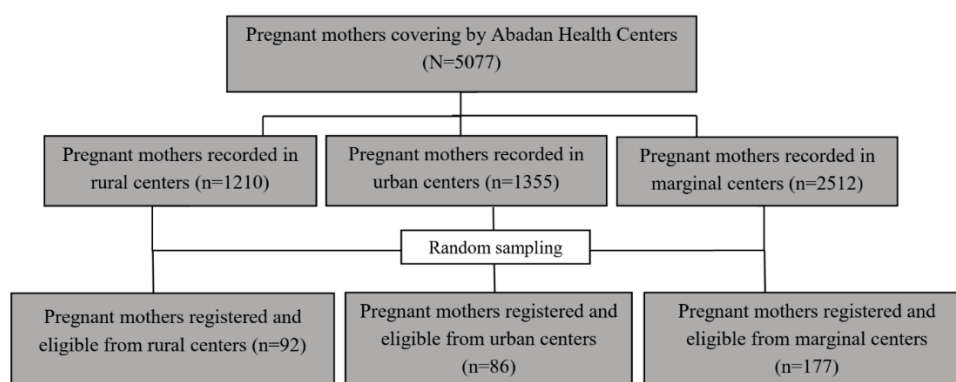 Pregnant mothers covering by Abadan Health Centers
(N=5077)
Pregnant mothers recorded in
rural centers (n=1210)
Pregnant mothers recorded in
urban centers (n=1355)
Pregnant mothers recorded in
marginal centers (n=2512)
Random sampling
Pregnant mothers registered and
eligible from rural centers (n=92)
Pregnant mothers registered and
eligible from urban centers
(n=86)
Pregnant mothers registered and
eligible from marginal centers
n=177)